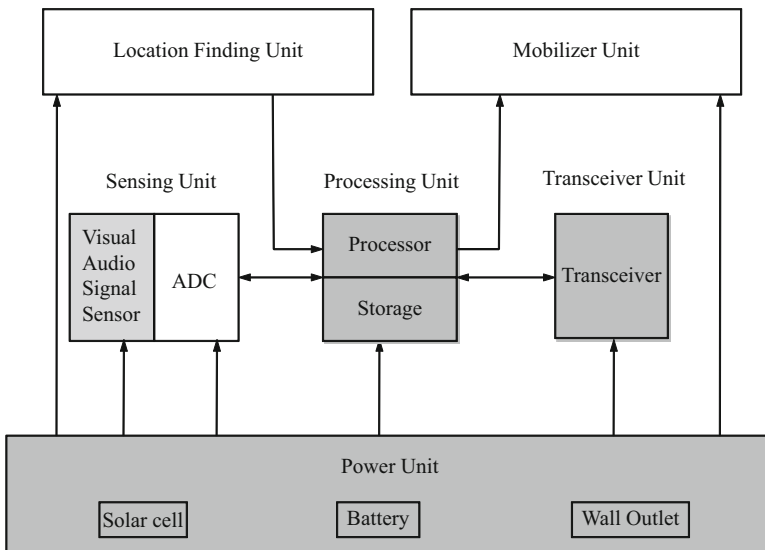 Location Finding Unit
Mobilizer Unit
Sensing Unit
Processing Unit
Transceiver Unit
Visual
Audio
Signal
Sensor
ADC
Processor
Storage
Transceiver
Power Unit
Solar cell
Battery
Wall Outlet